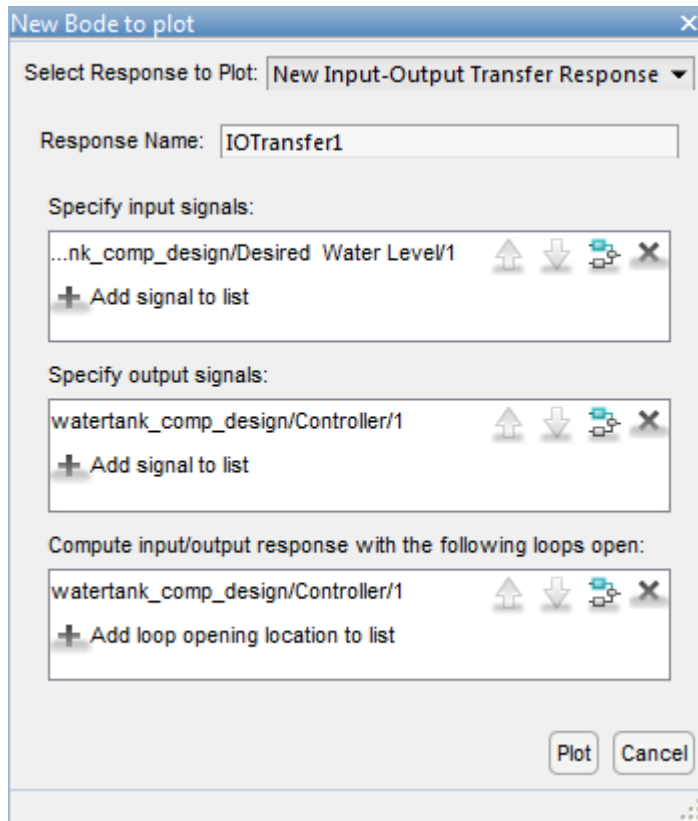 New Bode to plot
Select Response to Plot: New Input-Output Transfer Response
Response Name: IOTransfer1
Specify input signals:
...nk_comp_design/Desired  Water Level/1
Add signal to list
Specify output signals:
watertank_comp_design/Controller/1
Add signal to list
Compute input/output response with the following loops open:
watertank_comp_design/Controller/1
Add loop opening location to list
Plot Cancel